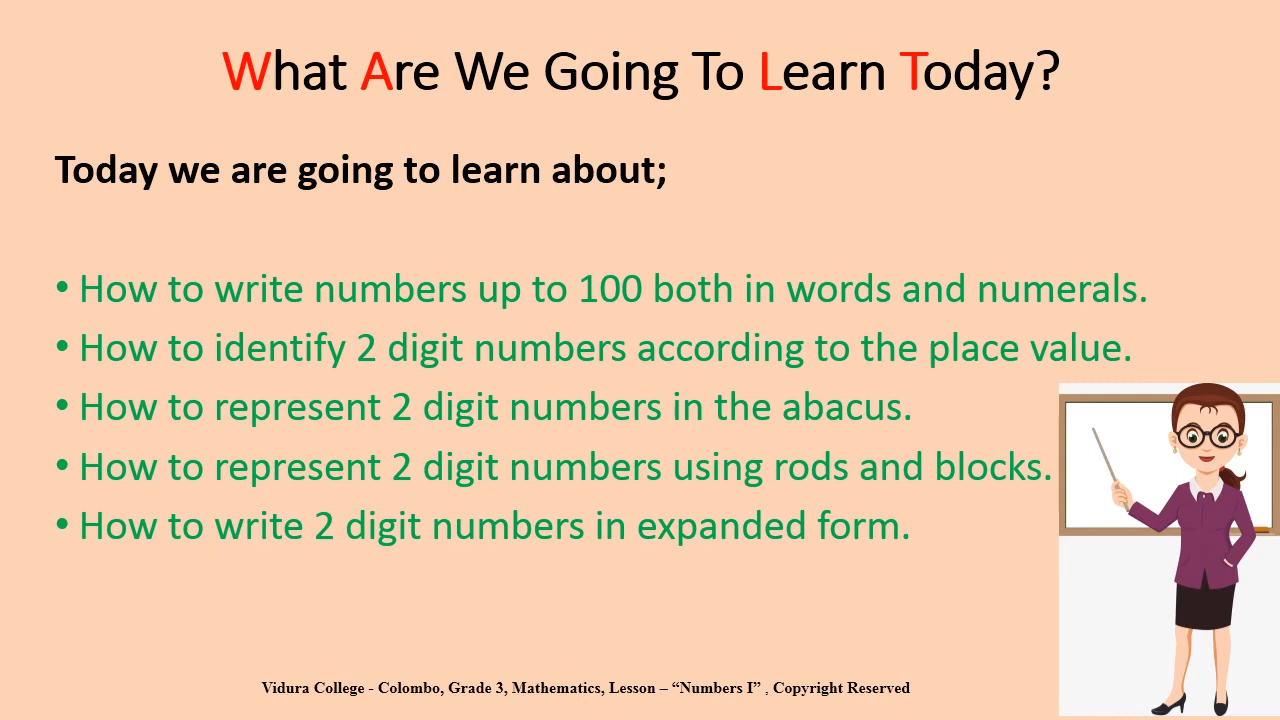 What Are We Going To Learn Today?
Today we are going to learn about;
• How to write numbers up to 100 both in words and numerals.
• How to identify 2 digit numbers according to the place value.
• How to represent 2 digit numbers in the abacus.
• How to represent 2 digit numbers using rods and blocks.
• How to write 2 digit numbers in expanded form.
Vidura College - Colombo, Grade 3, Mathematics, Lesson – “Numbers I” , Copyright Reserved